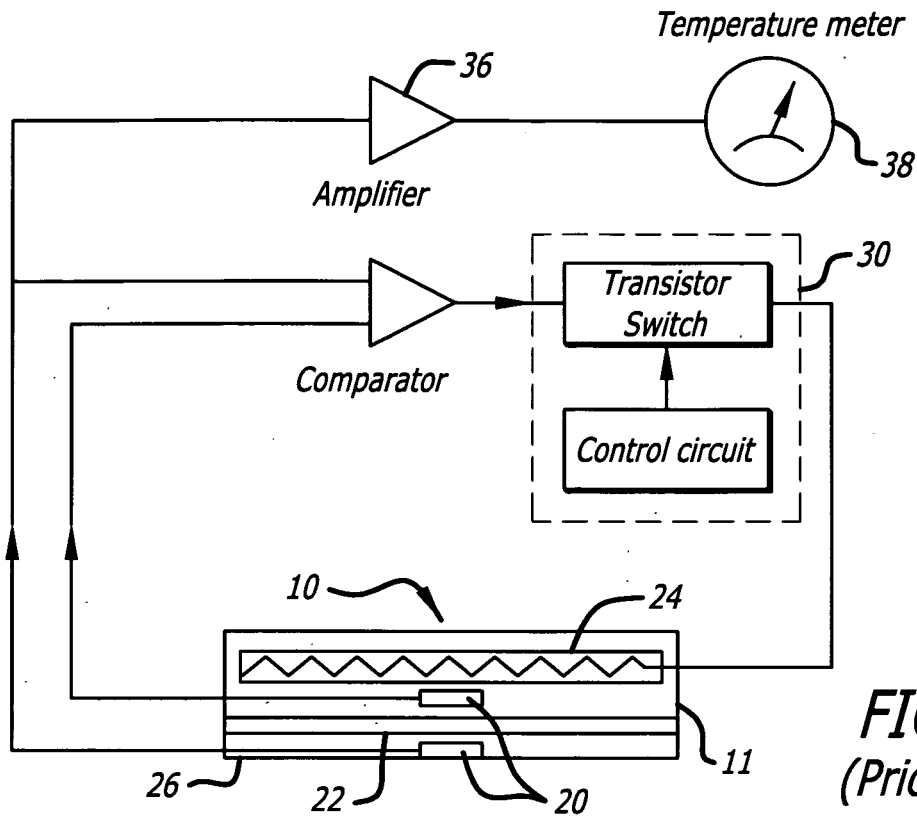 Temperature meter
36
38
Amplifier
30
Transistor
Switch
Comparator
Control circuit
10
24
11
26
22
20